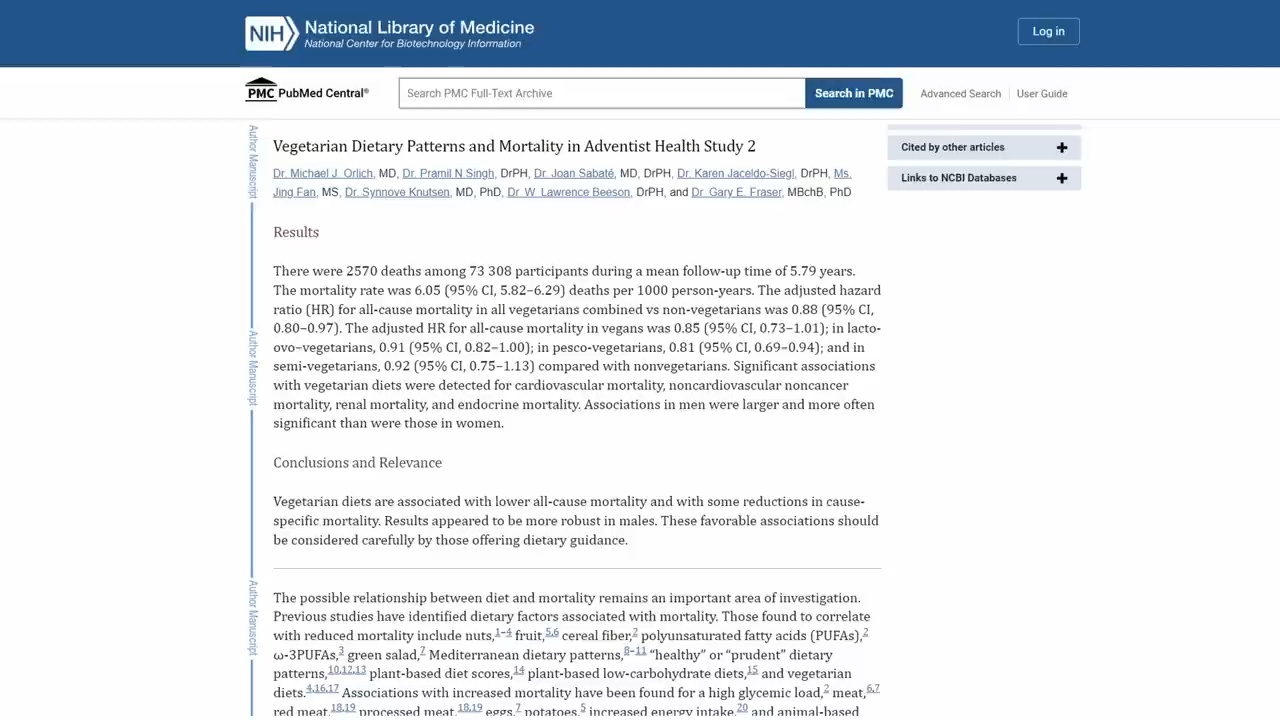 NIH National Library of Medicine
National Center for Biotechnology Information
Log in
PMC PubMed Central®
Search PMC Full-Text Archive
Search in PMC
Advanced Search
User Guide
Author Manuscript
Author Manuscript
Author Manuscript
Vegetarian Dietary Patterns and Mortality in Adventist Health Study 2
Dr. Michael J. Orlich, MD, Dr. Pramil N Singh, DrPH, Dr. Joan Sabaté, MD, DrPH, Dr. Karen Jaceldo-Siegl, DrPH, Ms.
Jing Fan, MS, Dr. Synnove Knutsen, MD, PhD, Dr. W. Lawrence Beeson, DrPH, and Dr. Gary E. Fraser, MBchB, PhD
Results
There were 2570 deaths among 73 308 participants during a mean follow-up time of 5.79 years.
The mortality rate was 6.05 (95% CI, 5.82–6.29) deaths per 1000 person-years. The adjusted hazard
ratio (HR) for all-cause mortality in all vegetarians combined vs non-vegetarians was 0.88 (95% CI,
0.80–0.97). The adjusted HR for all-cause mortality in vegans was 0.85 (95% CI, 0.73–1.01); in lacto-
ovo–vegetarians, 0.91 (95% CI, 0.82–1.00); in pesco-vegetarians, 0.81 (95% CI, 0.69–0.94); and in
semi-vegetarians, 0.92 (95% CI, 0.75–1.13) compared with nonvegetarians. Significant associations
with vegetarian diets were detected for cardiovascular mortality, noncardiovascular noncancer
mortality, renal mortality, and endocrine mortality. Associations in men were larger and more often
significant than were those in women.
Conclusions and Relevance
Vegetarian diets are associated with lower all-cause mortality and with some reductions in cause-
specific mortality. Results appeared to be more robust in males. These favorable associations should
be considered carefully by those offering dietary guidance.
The possible relationship between diet and mortality remains an important area of investigation.
Previous studies have identified dietary factors associated with mortality. Those found to correlate
with reduced mortality include nuts,1–4 fruit,5,6 cereal fiber,2 polyunsaturated fatty acids (PUFAs),2
ω-3PUFAs,3 green salad,7 Mediterranean dietary patterns,8–11 “healthy” or “prudent” dietary
patterns,10,12,13 plant-based diet scores,14 plant-based low-carbohydrate diets,15 and vegetarian
diets.4,16,17 Associations with increased mortality have been found for a high glycemic load,2 meat,6,7
red meat,18,19 processed meat,18,19 eggs,7 potatoes,5 increased energy intake,20 and animal-based
Cited by other articles +
Links to NCBI Databases +